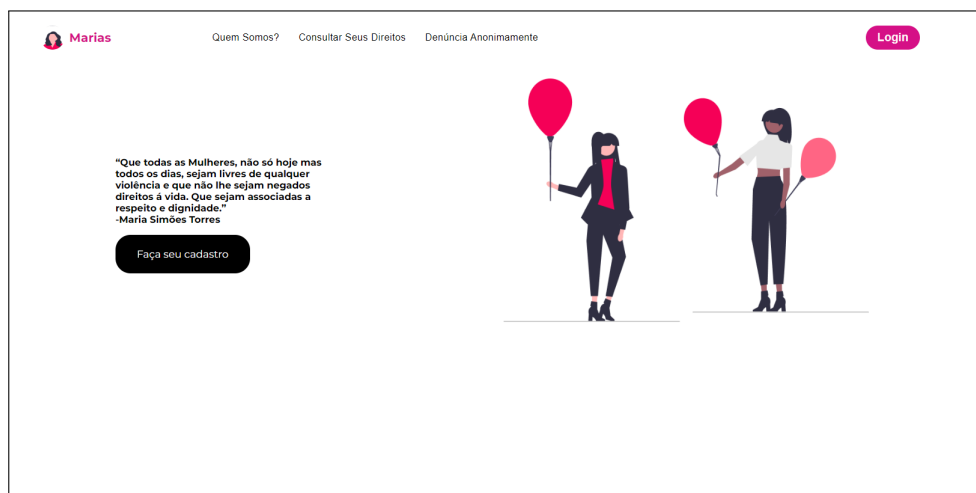 Marias
Quem Somos?
Consultar Seus Direitos
Denúncia Anonimamente
Login
“Que todas as Mulheres, não só hoje mas
todos os dias, sejam livres de qualquer
violência e que não lhe sejam negados
direitos á vida. Que sejam associadas a
respeito e dignidade.”
-Maria Simões Torres
Faça seu cadastro